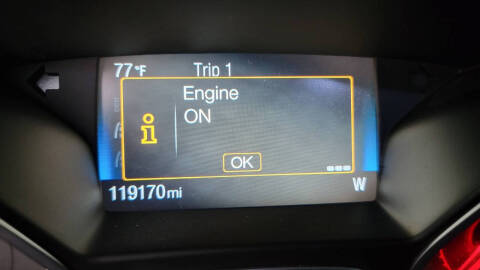 77°F Trip 1
Engine
ON
OK
119170mi W